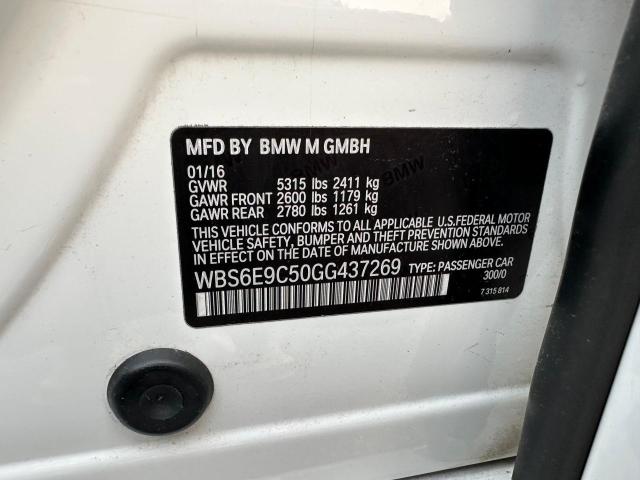 MFD BY BMW M GMBH
01/16
GVWR 5315 lbs 2411 kg
GAWR FRONT 2600 lbs 1179 kg
GAWR REAR 2780 lbs 1261 kg
THIS VEHICLE CONFORMS TO ALL APPLICABLE U.S.FEDERAL MOTOR
VEHICLE SAFETY, BUMPER AND THEFT PREVENTION STANDARDS
IN EFFECT ON THE DATE OF MANUFACTURE SHOWN ABOVE.
WBS6E9C50GG437269 TYPE: PASSENGER CAR
300/0
7 315 814
BMW